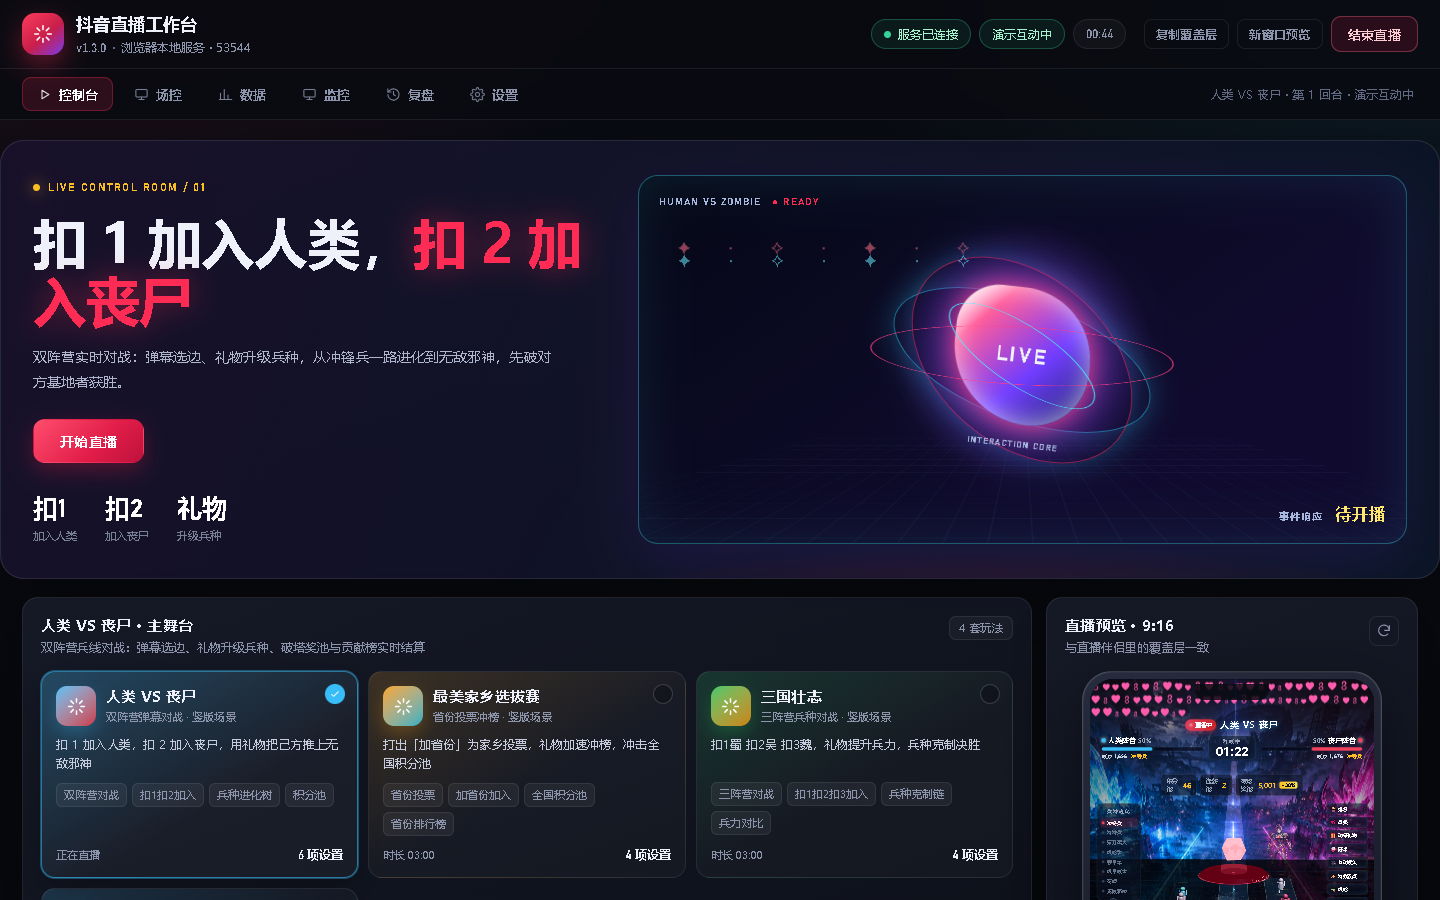 抖音直播工作台
v1.3.0 · 浏览器本地服务 · 53544
服务已连接
演示互动中
00:44
复制覆盖层
新窗口预览
结束直播
控制台
场控
数据
监控
复盘
设置
人类 VS 丧尸 · 第 1 回合 · 演示互动中
LIVE CONTROL ROOM / 01
扣 1 加入人类，扣 2 加
入丧尸
双阵营实时对战：弹幕选边、礼物升级兵种，从冲锋兵一路进化到无敌邪神，先破对
方基地者获胜。
开始直播
扣1
加入人类
扣2
加入丧尸
礼物
升级兵种
HUMAN VS ZOMBIE
READY
LIVE
INTERACTION CORE
事件响应
待开播
人类 VS 丧尸 · 主舞台
双阵营兵线对战：弹幕选边、礼物升级兵种、破塔奖池与贡献榜实时结算
4 套玩法
人类 VS 丧尸
双阵营弹幕对战 · 竖版场景
扣 1 加入人类，扣 2 加入丧尸，用礼物把己方推上无
敌邪神
双阵营对战
扣1扣2加入
兵种进化树
积分池
正在直播
6 项设置
最美家乡选拔赛
省份投票冲榜 · 竖版场景
打出「加省份」为家乡投票，礼物加速冲榜，冲击全
国积分池
省份投票
加省份加入
全国积分池
省份排行榜
时长 03:00
4 项设置
三国壮志
三阵营兵种对战 · 竖版场景
扣1蜀 扣2吴 扣3魏，礼物提升兵力，兵种克制决胜
三阵营对战
扣1扣2扣3加入
兵种克制链
兵力对比
时长 03:00
4 项设置
直播预览 · 9:16
与直播伴侣里的覆盖层一致
人类 VS 丧尸
人类阵营 50%
01:22
50% 丧尸阵营
46
2
5,001